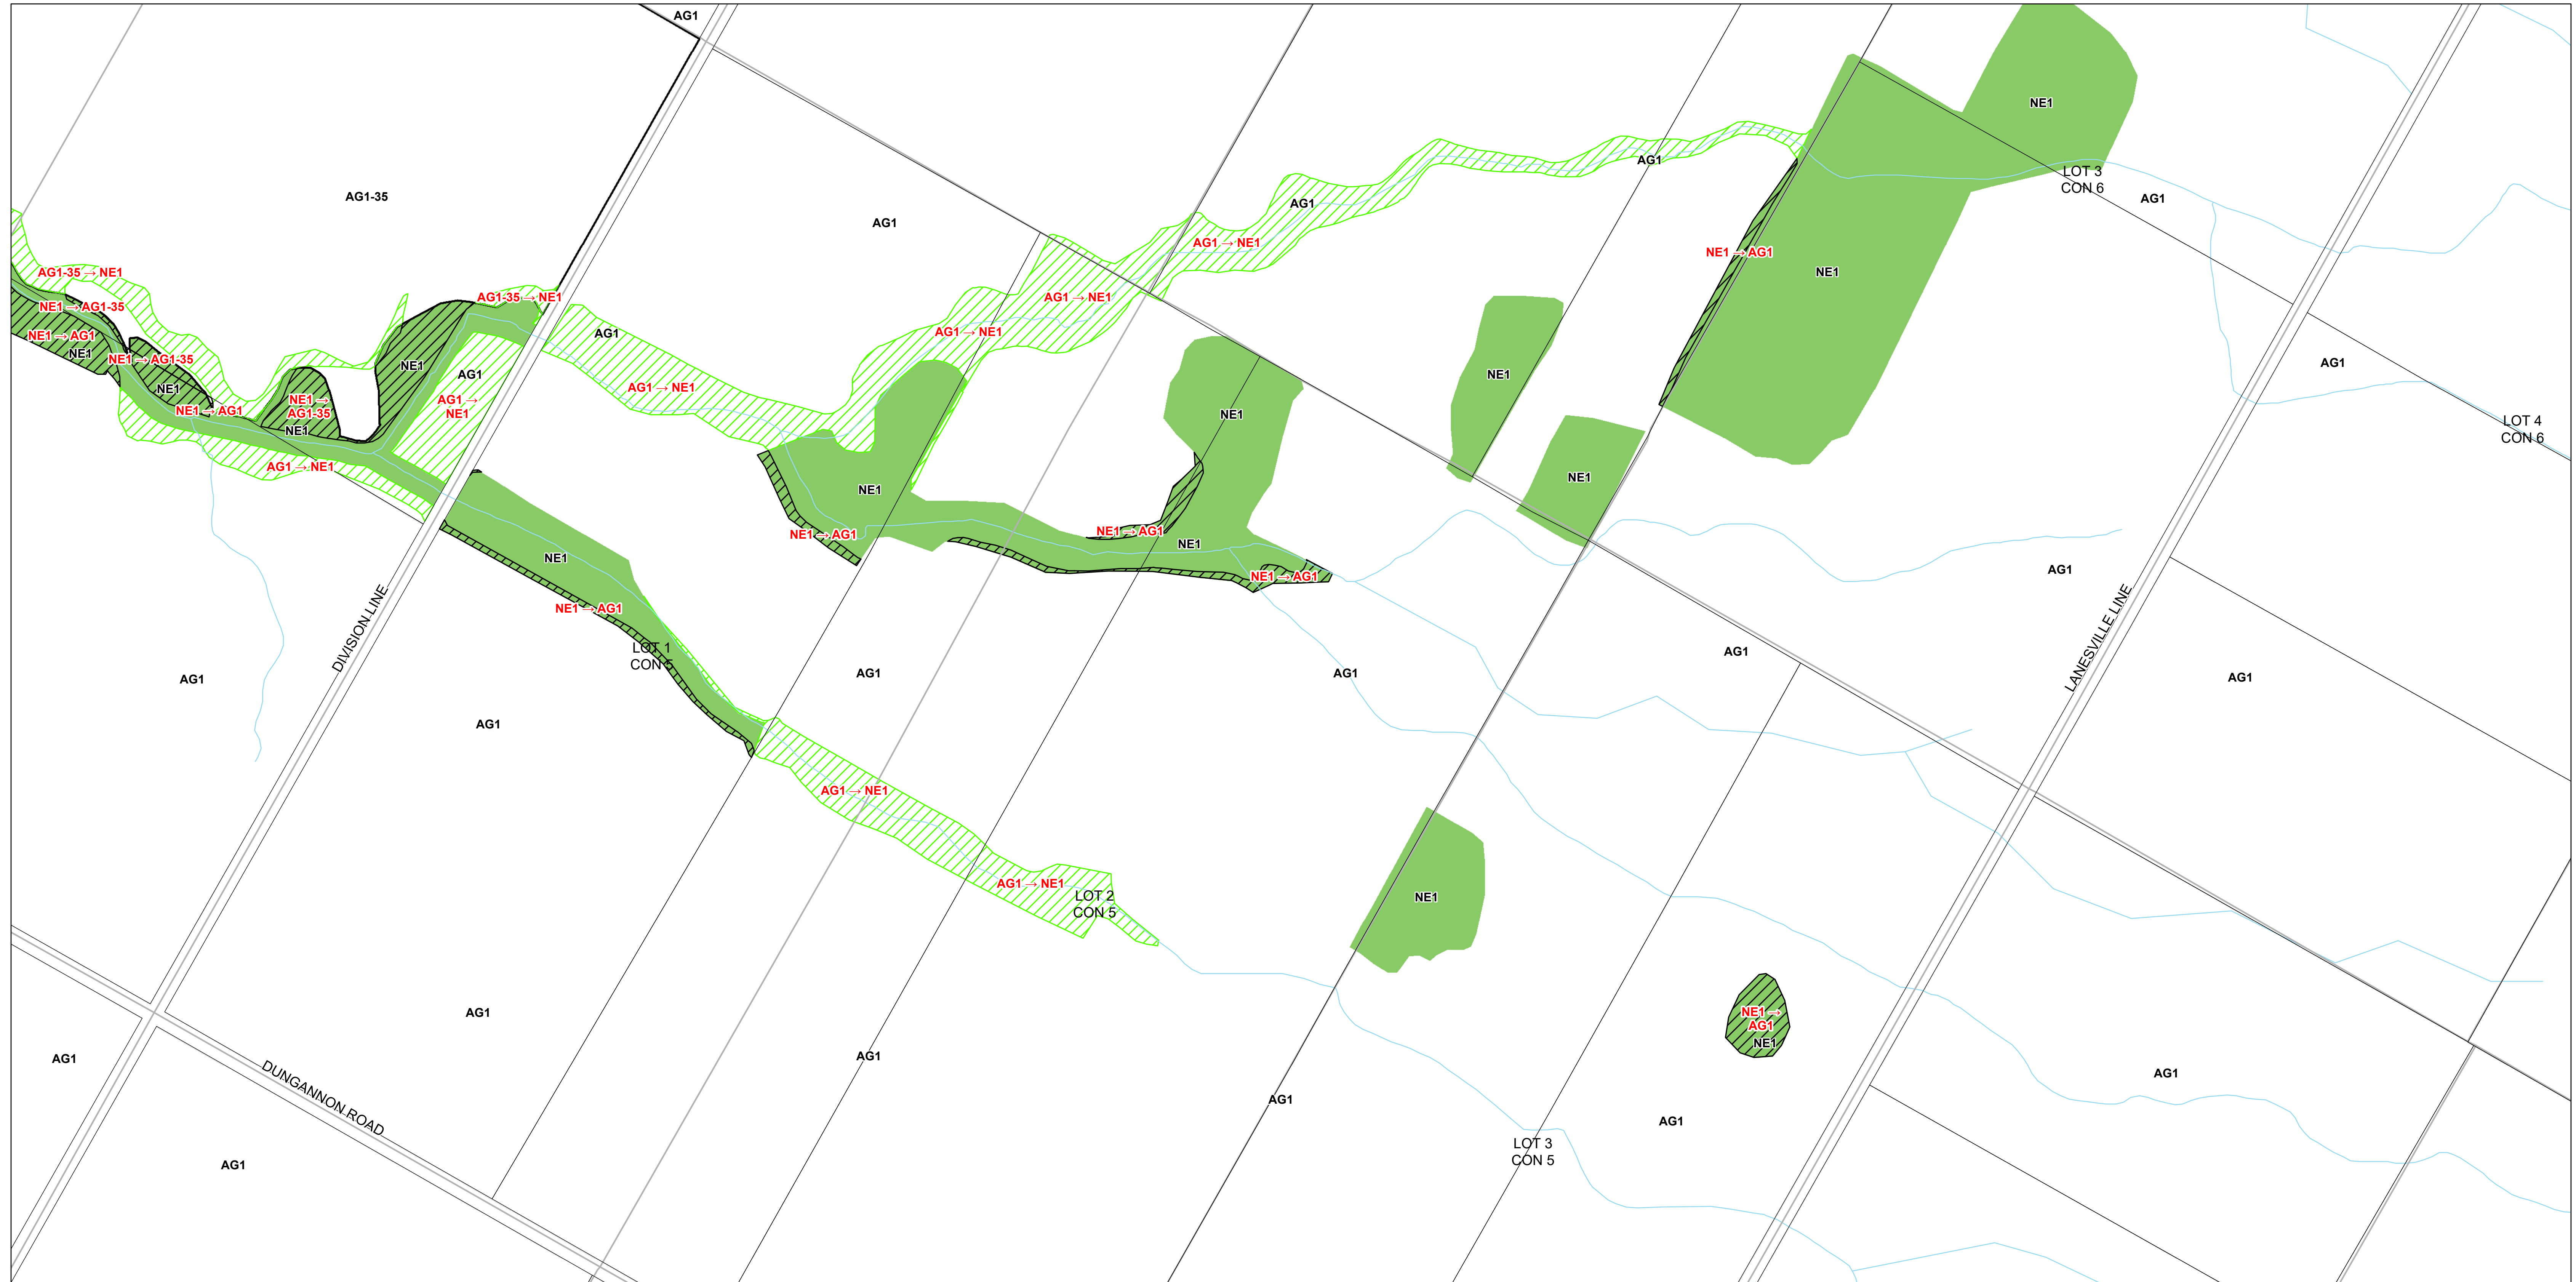 AG1
NE1
LOT 3
CON 6
AG1
AG1-35
AG1
AG1
AG1
AG1 → NE1
NE1 → AG1
NE1
AG1-35 → NE1
AG1-35 → NE1
AG1 → NE1
NE1 → AG1-35
AG1
AG1 → NE1
NE1 → AG1
NE1
NE1 → AG1-35
NE1
AG1
AG1
NE1
NE1
AG1 → NE1
NE1 →
AG1-35
AG1 →
NE1
NE1 → AG1
NE1
NE1
LOT 4
CON 6
AG1 → NE1
NE1
NE1
NE1 → AG1
NE1 → AG1
NE1
NE1
AG1
NE1 → AG1
NE1 → AG1
DIVISION LINE
LANESVILLE LINE
LOT 1
CON 5
AG1
AG1
AG1
AG1
AG1
AG1
AG1 → NE1
AG1 → NE1
LOT 2
CON 5
NE1
NE1 →
AG1
NE1
AG1
AG1
AG1
AG1
AG1
AG1
DUNGANNON ROAD
LOT 3
CON 5
AG1